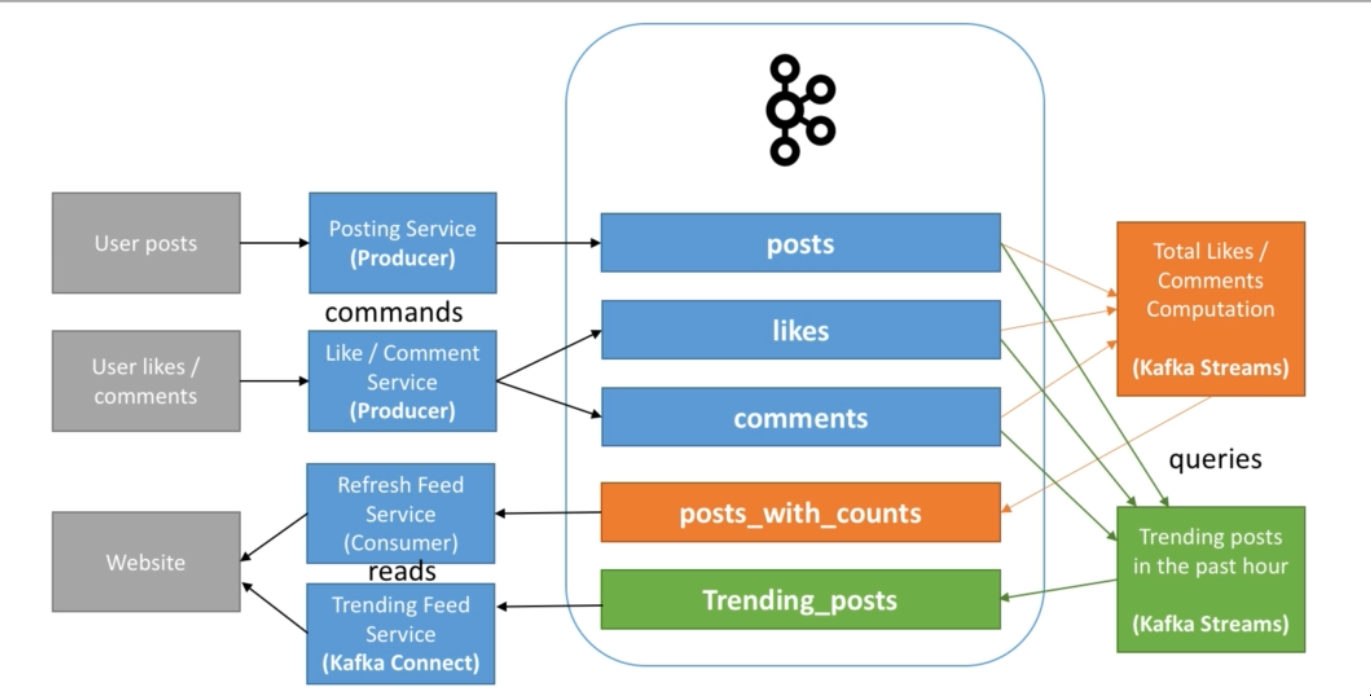 User posts
Posting Service
(Producer)
commands
User likes /
comments
Like / Comment
Service
(Producer)
Website
Refresh Feed
Service
(Consumer)
reads
Trending Feed
Service
(Kafka Connect)
posts
likes
comments
posts_with_counts
Trending_posts
Total Likes /
Comments
Computation
(Kafka Streams)
queries
Trending posts
in the past hour
(Kafka Streams)